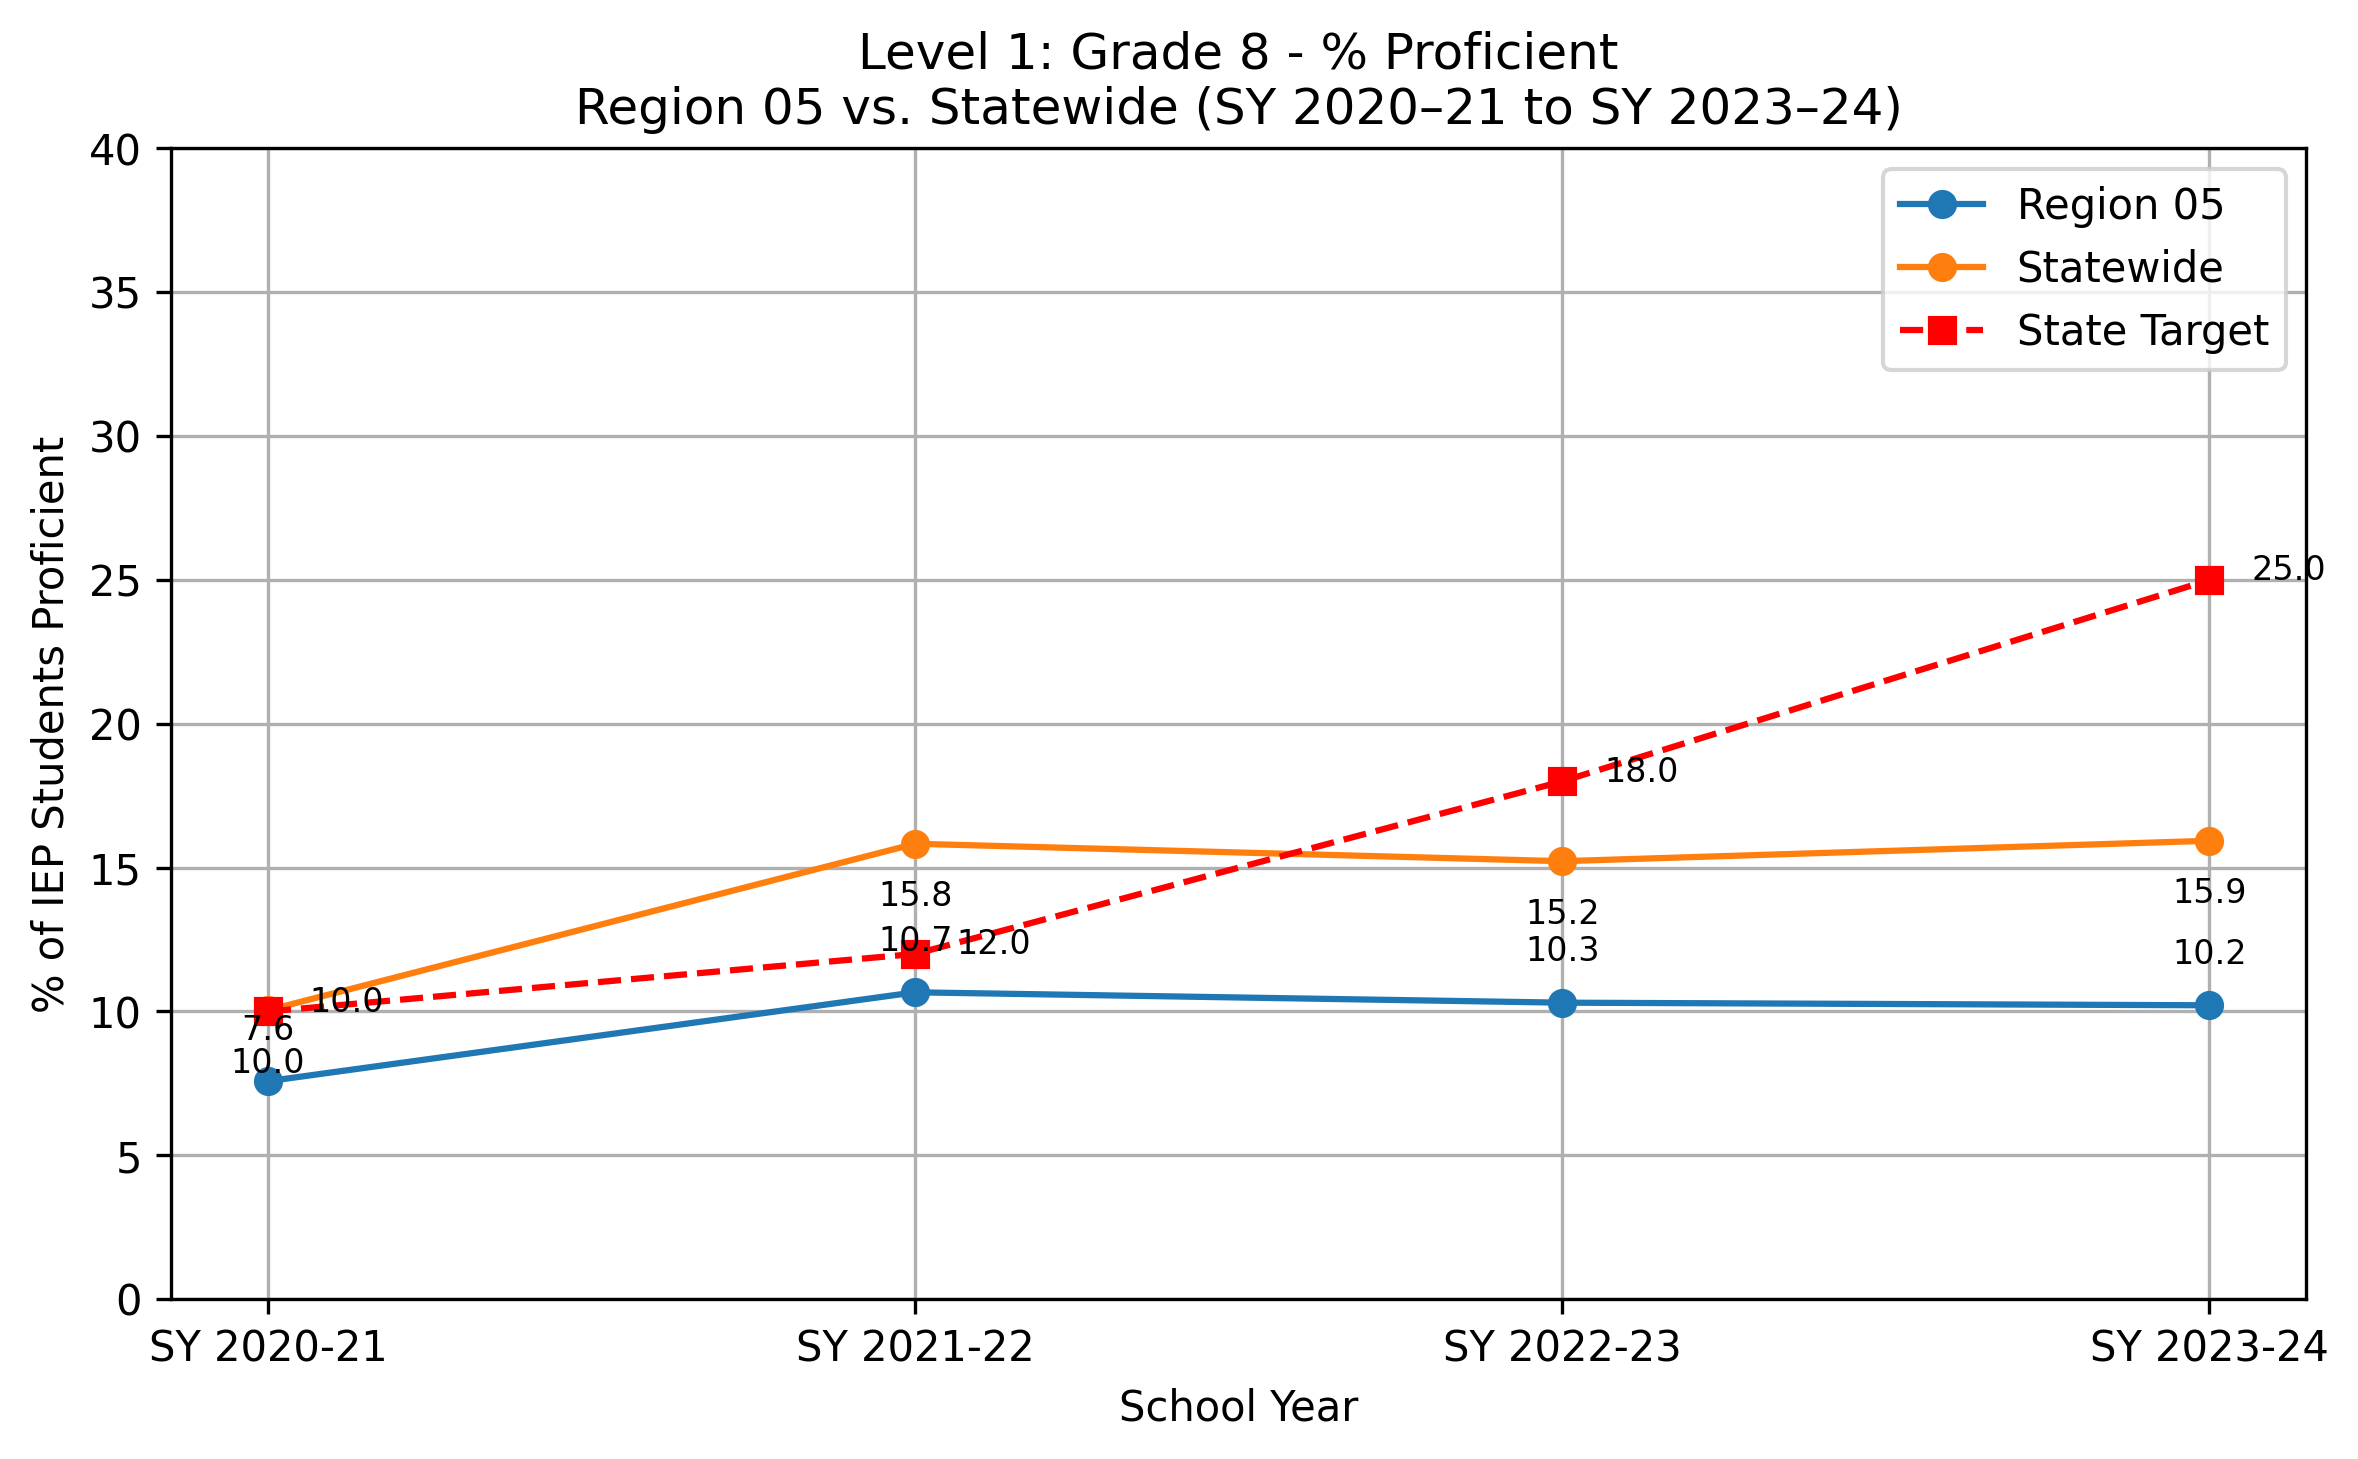 Level 1: Grade 8 - % Proficient
Region 05 vs. Statewide (SY 2020–21 to SY 2023–24)
% of IEP Students Proficient
40
35
30
25
20
15
10
5
0
Region 05
Statewide
State Target
25.0
18.0
15.8
15.2
15.9
10.7
12.0
10.3
10.2
10.0
7.6
10.0
SY 2020-21
SY 2021-22
SY 2022-23
SY 2023-24
School Year